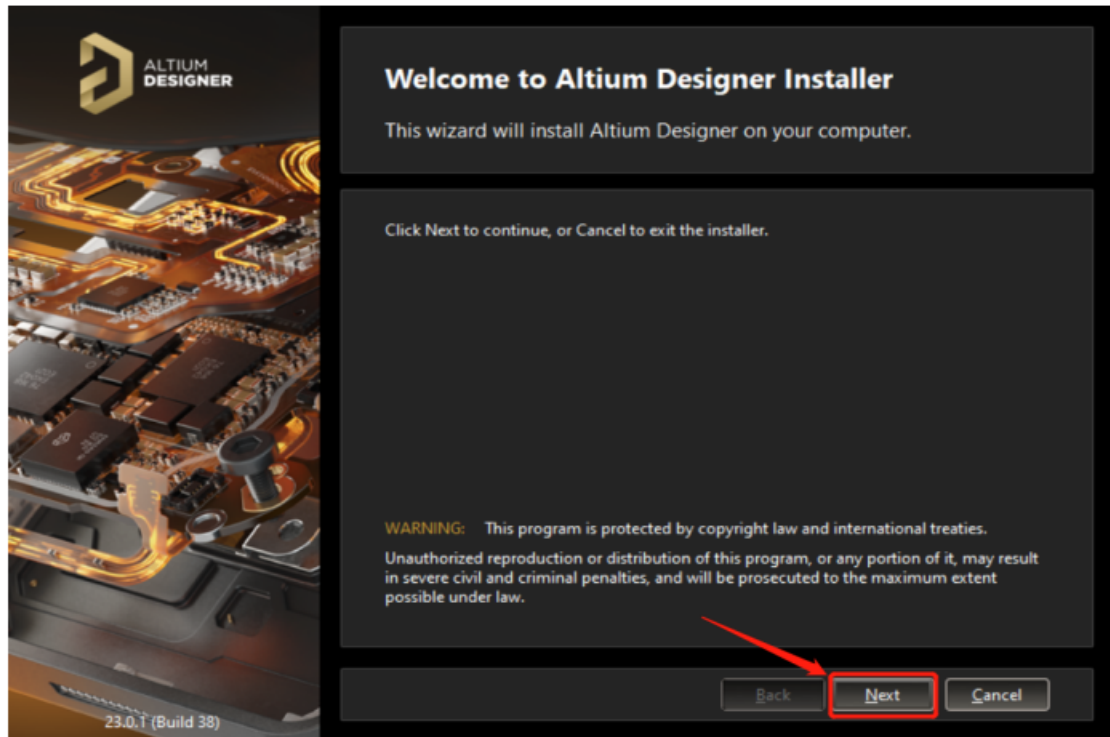 ALTIUM
DESIGNER
Welcome to Altium Designer Installer
This wizard will install Altium Designer on your computer.
Click Next to continue, or Cancel to exit the installer.
WARNING: This program is protected by copyright law and international treaties.
Unauthorized reproduction or distribution of this program, or any portion of it, may result
in severe civil and criminal penalties, and will be prosecuted to the maximum extent
possible under law.
Back Next Cancel
23.0.1 (Build 38)